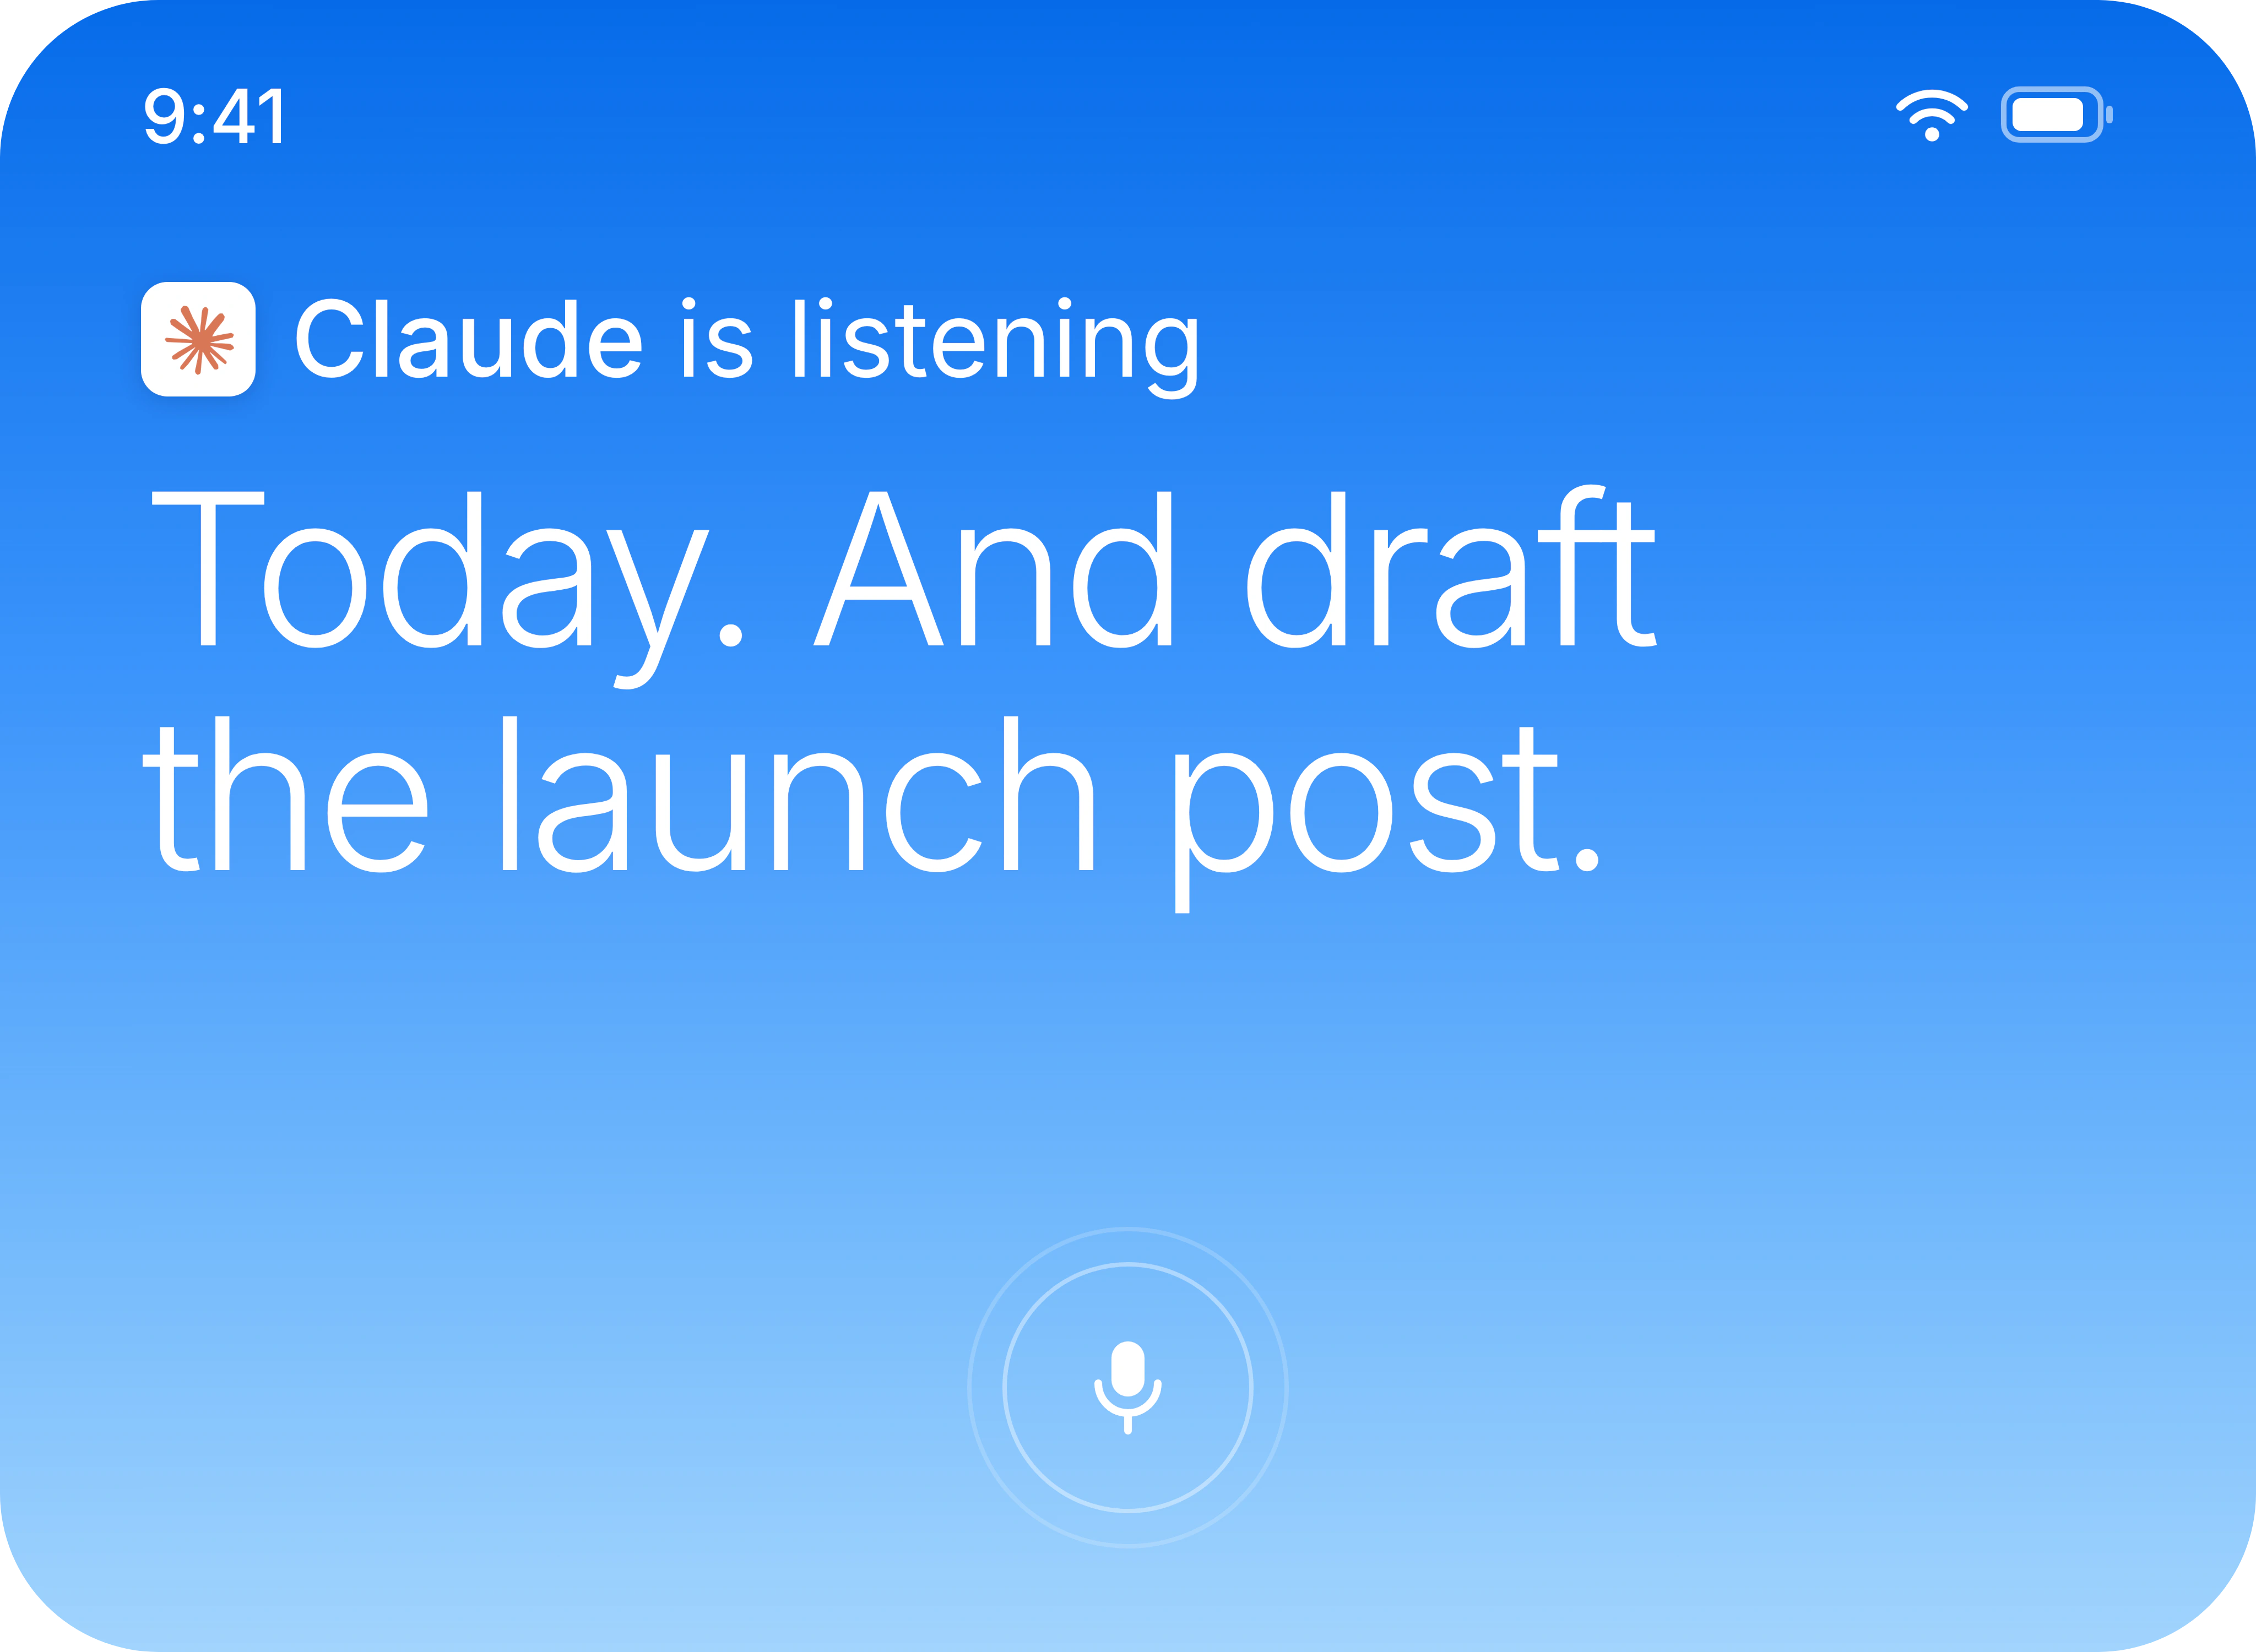 9:41
Claude is listening
Today. And draft
the launch post.